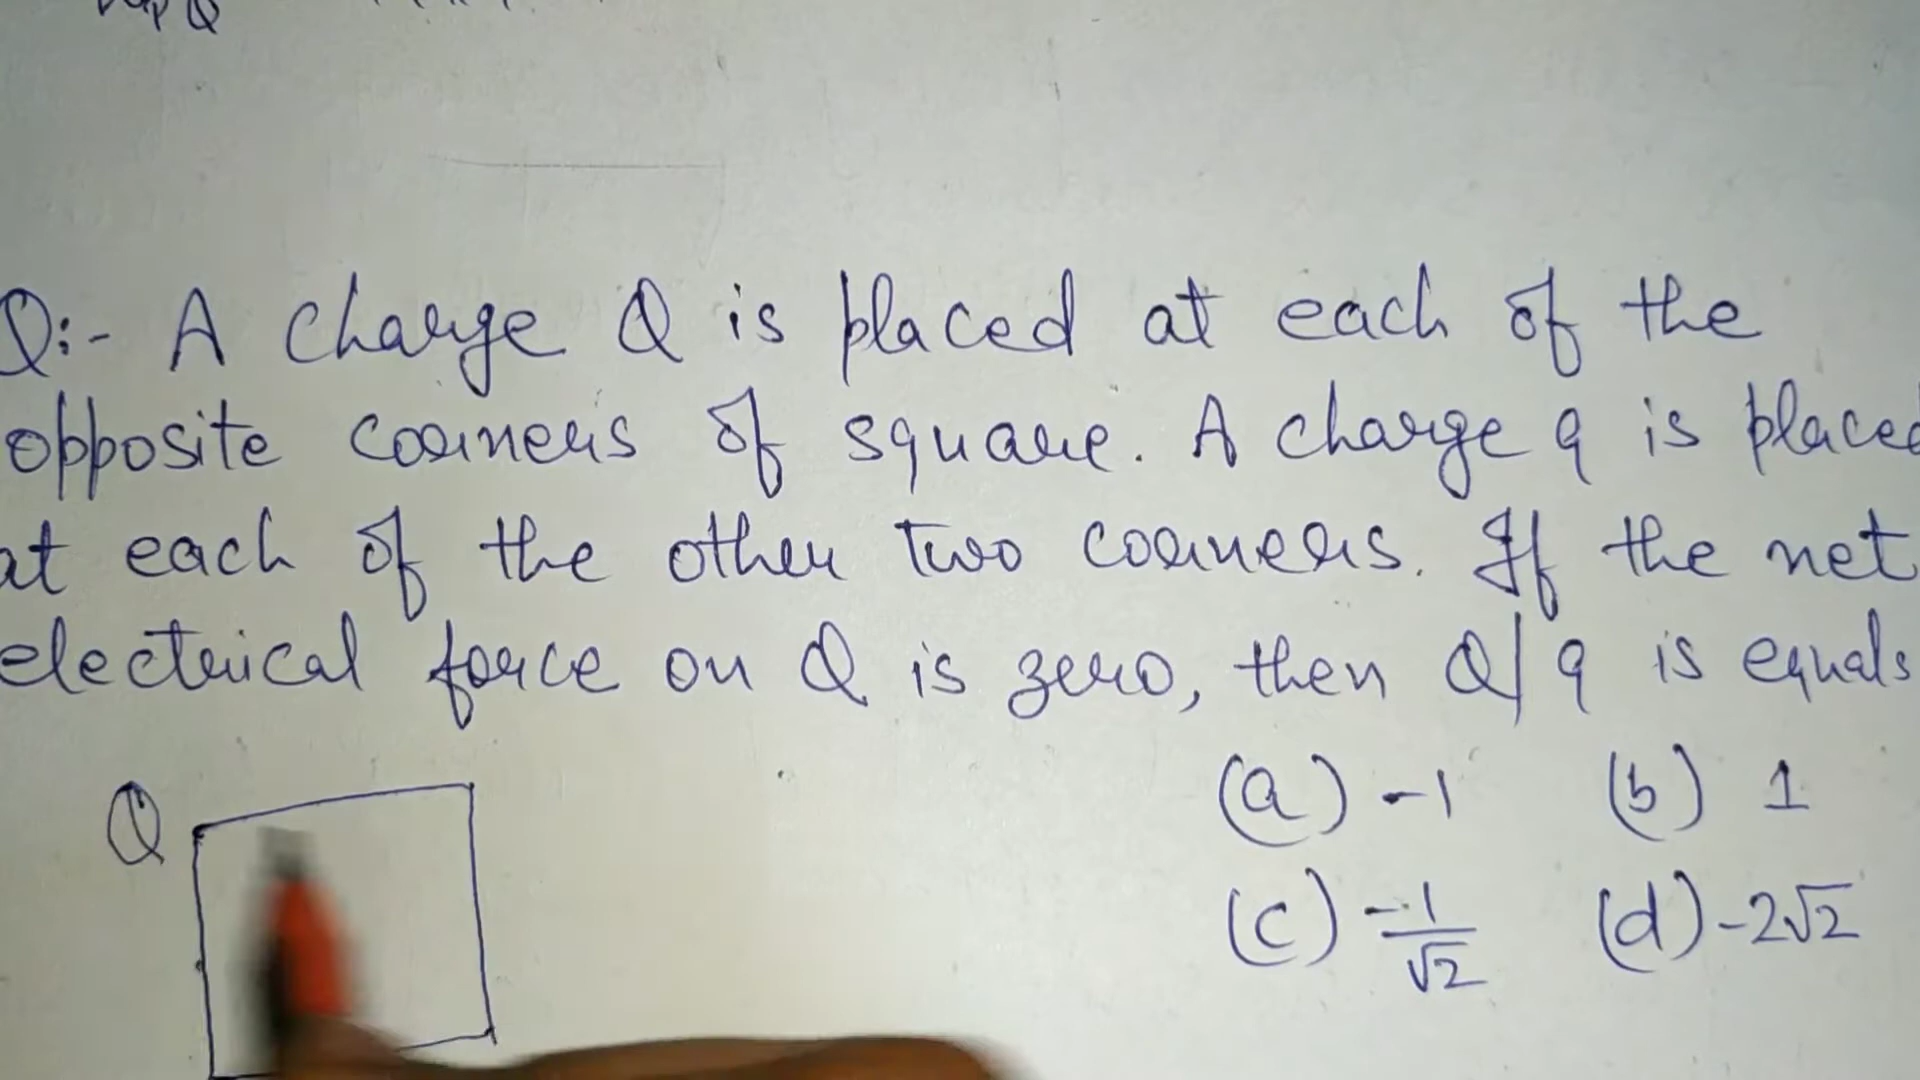 Q:- A charge Q is placed at each of the
opposite corners of square. A charge q is placed
at each of the other two corners. If the net
electrical force on Q is zero, then Q/q is equals
(a) -1 (b) 1
(c) -1/√2 (d) -2√2
Q